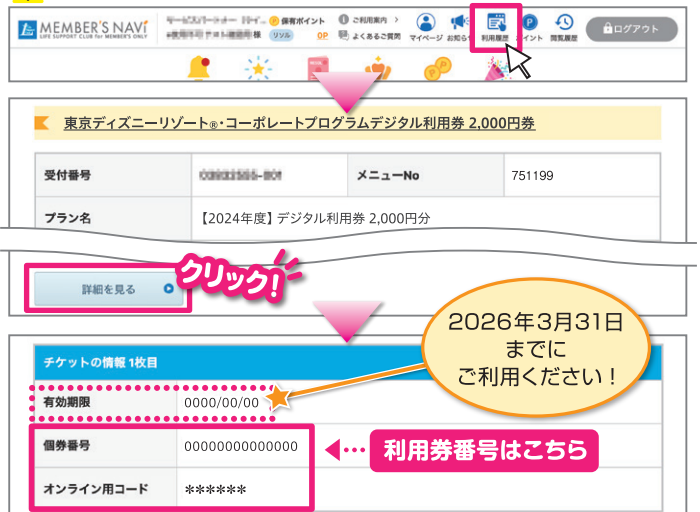 MEMBER'S NAVi
LIFE SUPPORT CLUB for MEMBER'S ONLY
様 リソル
P 保有ポイント
0P
ご利用案内 >
よくあるご質問
マイページ お知らせ 利用履歴 ポイント 閲覧履歴
ログアウト
東京ディズニーリゾート®・コーポレートプログラムデジタル利用券 2,000円券
受付番号 メニューNo 751199
プラン名 【2024年度】デジタル利用券 2,000円分
詳細を見る
クリック!
2026年3月31日
までに
ご利用ください!
チケットの情報 1枚目
有効期限 0000/00/00
個券番号 00000000000000
利用券番号はこちら
オンライン用コード ******